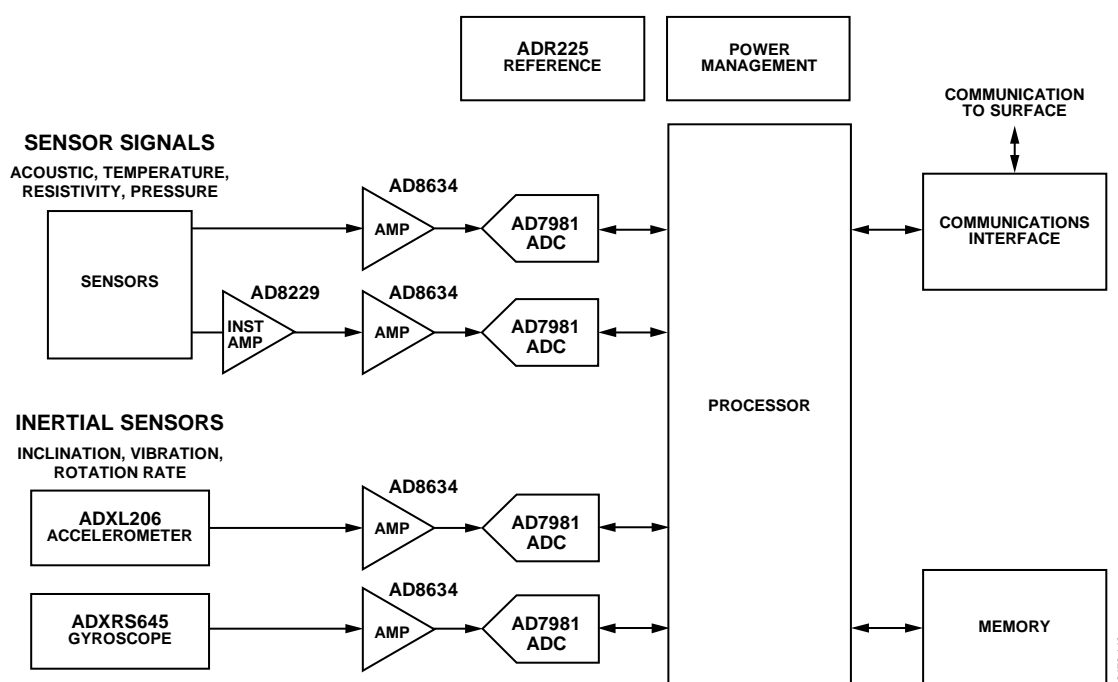 ADR225
REFERENCE
POWER
MANAGEMENT
COMMUNICATION
TO SURFACE
SENSOR SIGNALS
ACOUSTIC, TEMPERATURE,
RESISTIVITY, PRESSURE
SENSORS
AD8634
AMP
AD7981
ADC
AD8229
INST
AMP
AD8634
AMP
AD7981
ADC
PROCESSOR
COMMUNICATIONS
INTERFACE
INERTIAL SENSORS
INCLINATION, VIBRATION,
ROTATION RATE
ADXL206
ACCELEROMETER
AD8634
AMP
AD7981
ADC
ADXRS645
GYROSCOPE
AD8634
AMP
AD7981
ADC
MEMORY